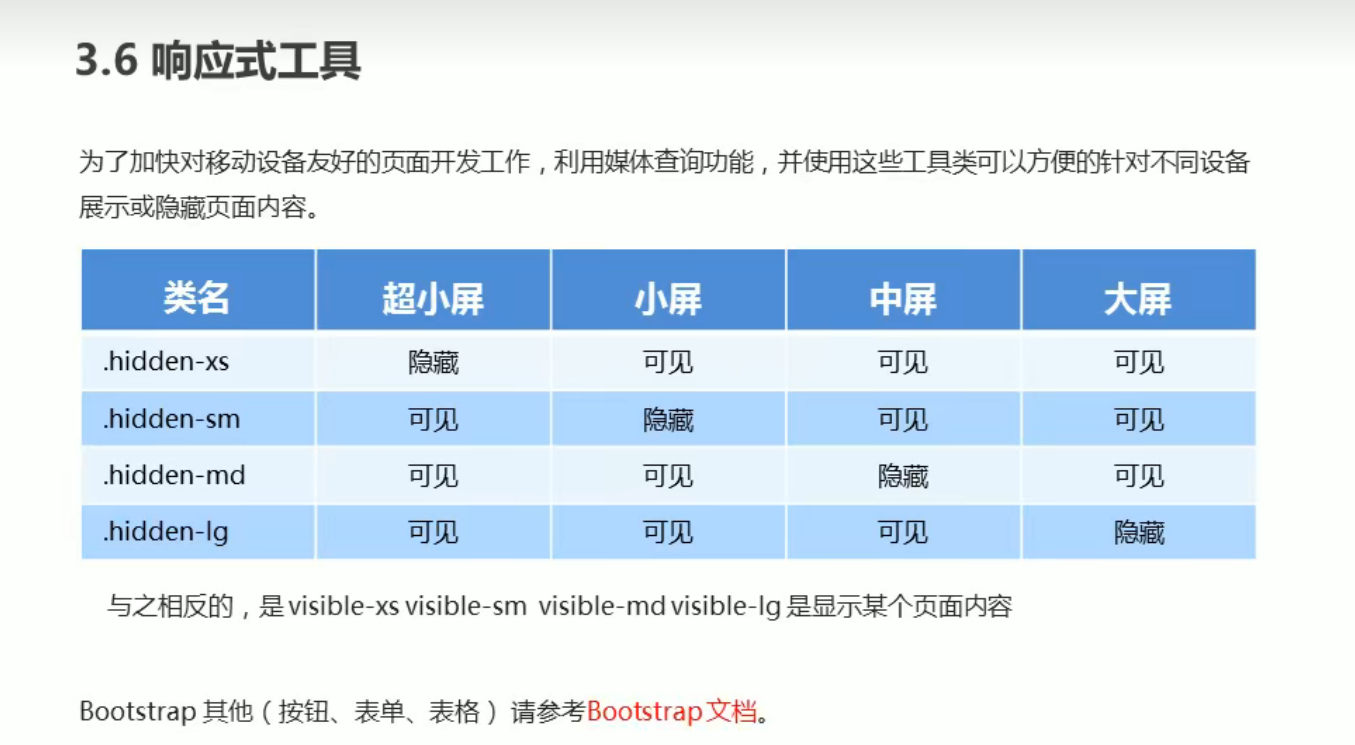 3.6 响应式工具
为了加快对移动设备友好的页面开发工作，利用媒体查询功能，并使用这些工具类可以方便的针对不同设备
展示或隐藏页面内容。
类名 超小屏 小屏 中屏 大屏
.hidden-xs 隐藏 可见 可见 可见
.hidden-sm 可见 隐藏 可见 可见
.hidden-md 可见 可见 隐藏 可见
.hidden-lg 可见 可见 可见 隐藏
与之相反的，是 visible-xs visible-sm visible-md visible-lg 是显示某个页面内容
Bootstrap 其他（按钮、表单、表格）请参考Bootstrap 文档。